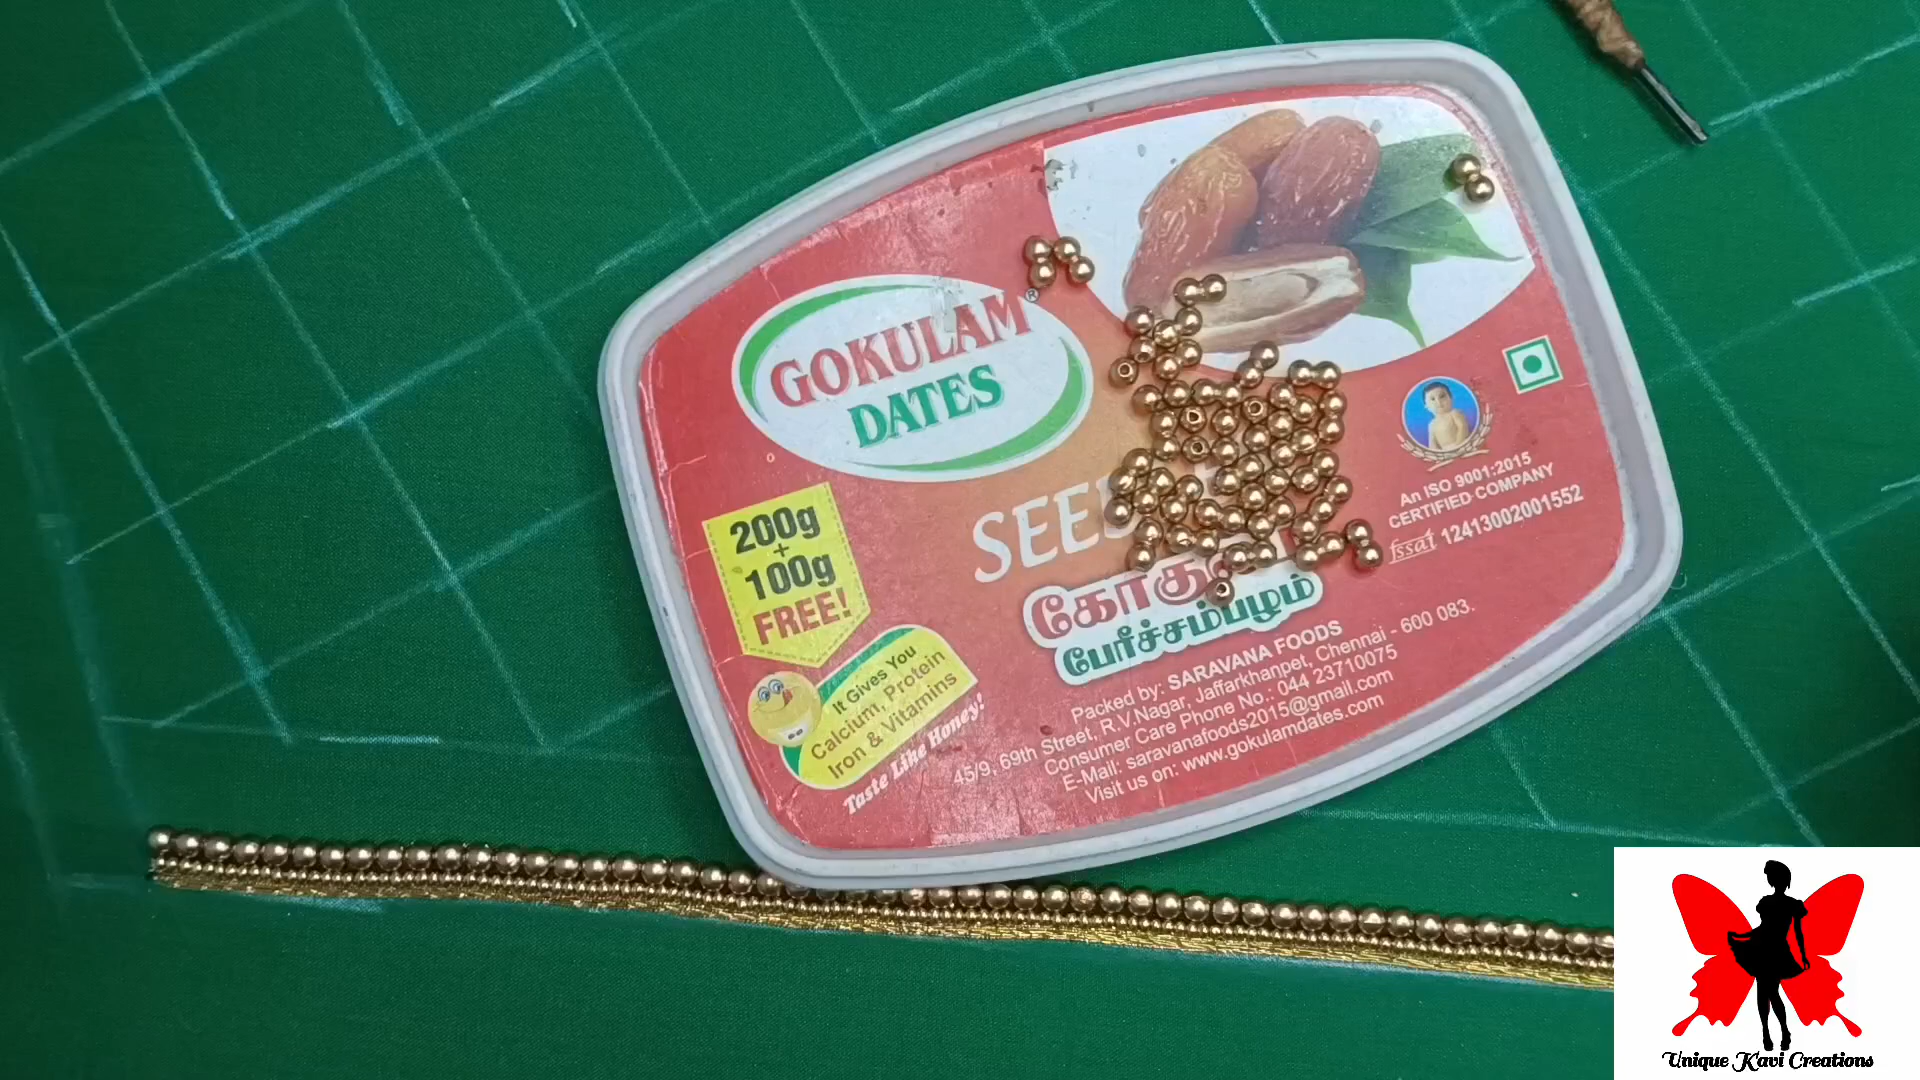 GOKULAM®
DATES
200g
+
100g
FREE!
It Gives You
Calcium, Protein
Iron & Vitamins
Taste Like Honey!
பேரீச்சம்பழம்
Packed by: SARAVANA FOODS
45/9, 69th Street, R.V.Nagar, Jaffarkhanpet, Chennai - 600 083.
Consumer Care Phone No.: 044 23710075
E-Mail: saravanafoods2015@gmail.com
Visit us on: www.gokulamdates.com
An ISO 9001:2015
CERTIFIED COMPANY
fssai 12413002001552
Unique Kavi Creations